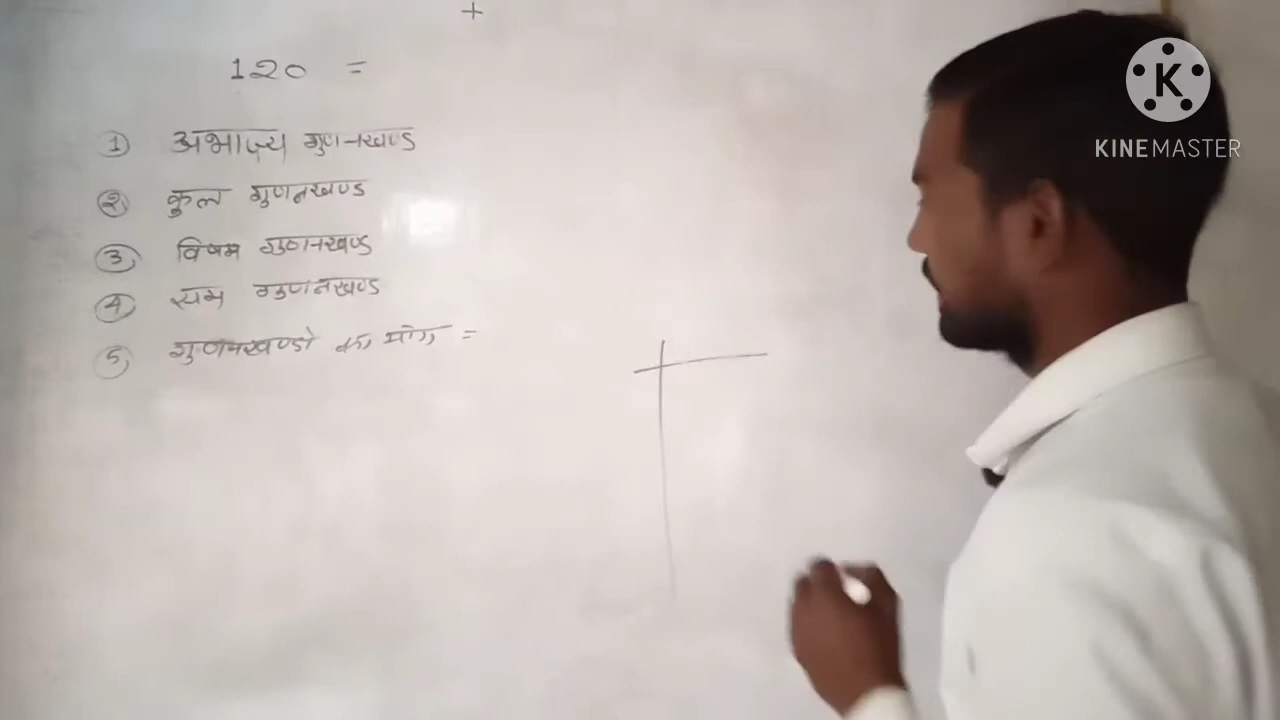 +
120 =
① अभाज्य गुणनखण्ड
② कुल गुणनखण्ड
③ विषम गुणनखण्ड
④ सम गुणनखण्ड
⑤ गुणनखण्डो का योग =
K
KINEMASTER